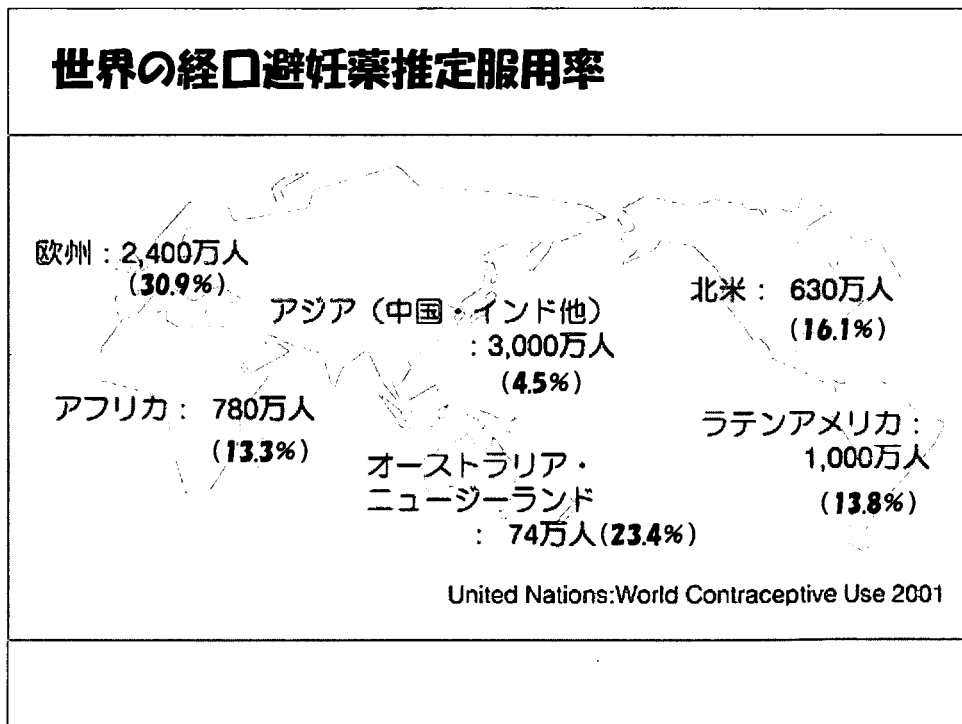 世界の経口避妊薬推定服用率
欧州：2,400万人
(30.9%)
アジア（中国・インド他）
：3,000万人
(4.5%)
北米： 630万人
(16.1%)
アフリカ： 780万人
(13.3%)
オーストラリア・
ニュージーランド
： 74万人(23.4%)
ラテンアメリカ：
1,000万人
(13.8%)
United Nations:World Contraceptive Use 2001